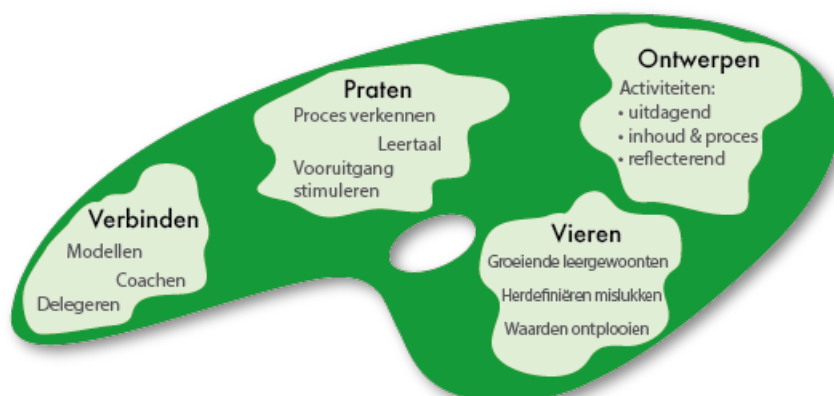 Verbinden
Modellen
Coachen
Delegeren
Praten
Proces verkennen
Leertaal
Vooruitgang
stimuleren
Ontwerpen
Activiteiten:
• uitdagend
• inhoud & proces
• reflecterend
Vieren
Groeiende leergewoonten
Herdefiniëren mislukken
Waarden ontplooien